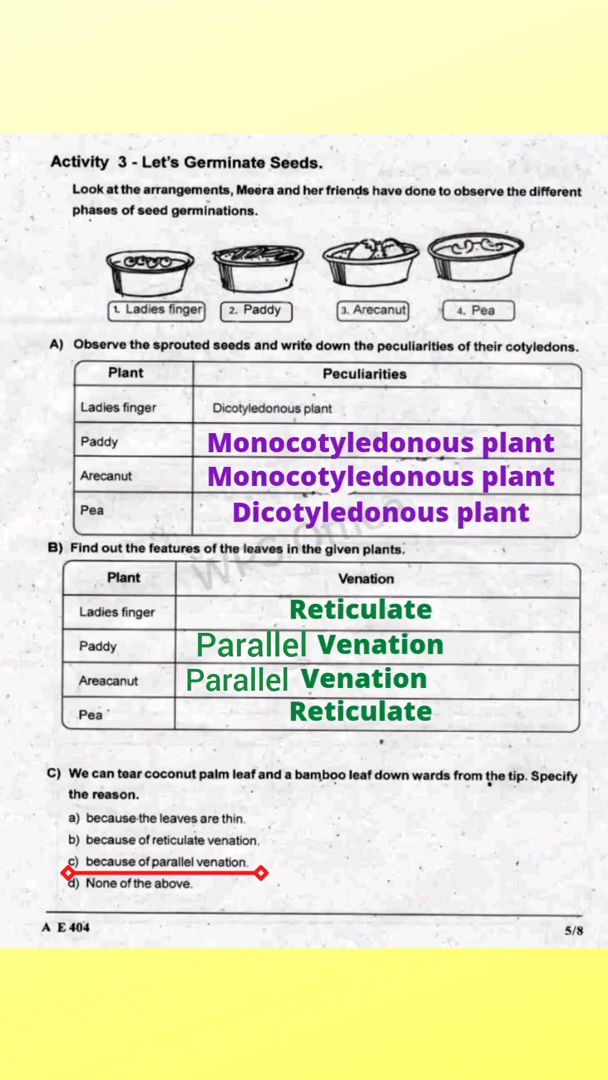 Activity 3 - Let's Germinate Seeds.
Look at the arrangements, Meera and her friends have done to observe the different
phases of seed germinations.
1. Ladies finger
2. Paddy
3. Arecanut
4. Pea
A) Observe the sprouted seeds and write down the peculiarities of their cotyledons.
Plant Peculiarities
Ladies finger Dicotyledonous plant
Paddy Monocotyledonous plant
Arecanut Monocotyledonous plant
Pea Dicotyledonous plant
WPS Office
B) Find out the features of the leaves in the given plants.
Plant Venation
Ladies finger Reticulate
Paddy Parallel Venation
Areacanut Parallel Venation
Pea Reticulate
C) We can tear coconut palm leaf and a bamboo leaf down wards from the tip. Specify
the reason.
a) because the leaves are thin.
b) because of reticulate venation.
c) because of parallel venation.
d) None of the above.
A E 404 5/8